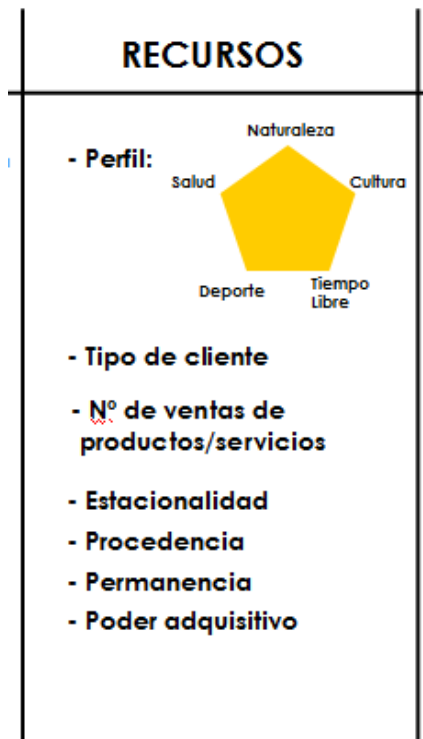 RECURSOS
- Perfil:
Naturaleza
Salud
Cultura
Deporte
Tiempo
Libre
- Tipo de cliente
- Nº de ventas de
productos/servicios
- Estacionalidad
- Procedencia
- Permanencia
- Poder adquisitivo